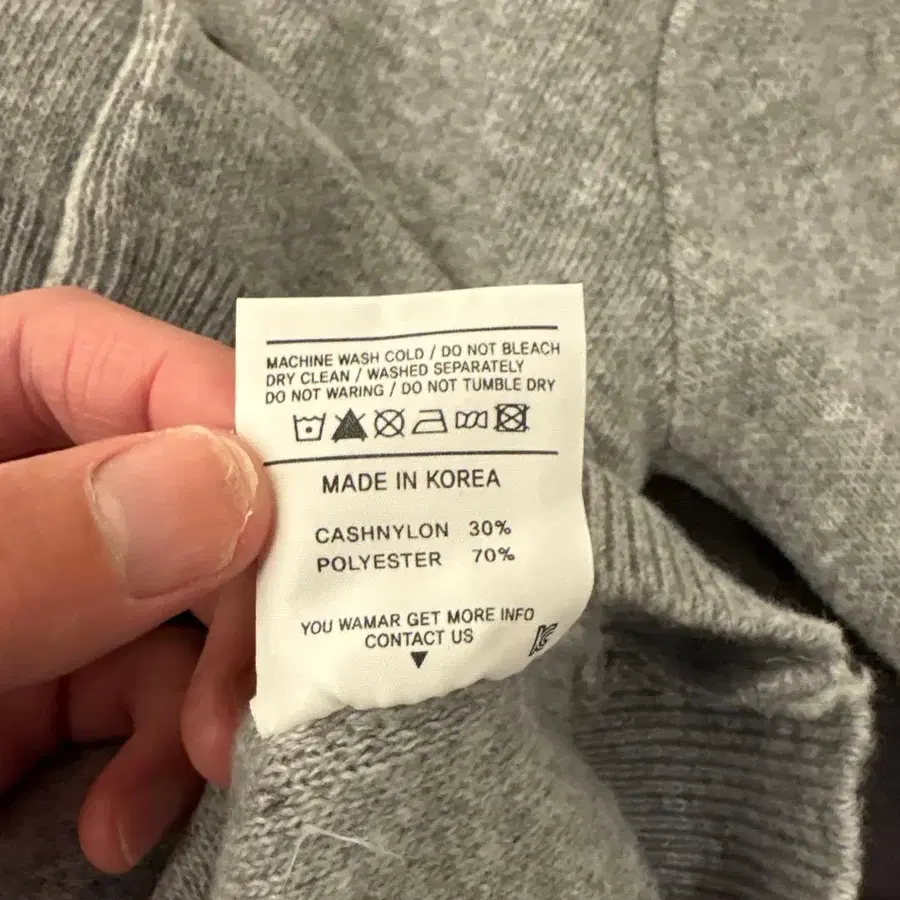 MACHINE WASH COLD / DO NOT BLEACH
DRY CLEAN / WASHED SEPARATELY
DO NOT WARING / DO NOT TUMBLE DRY
MADE IN KOREA
CASHNYLON 30%
POLYESTER 70%
YOU WAMAR GET MORE INFO
CONTACT US